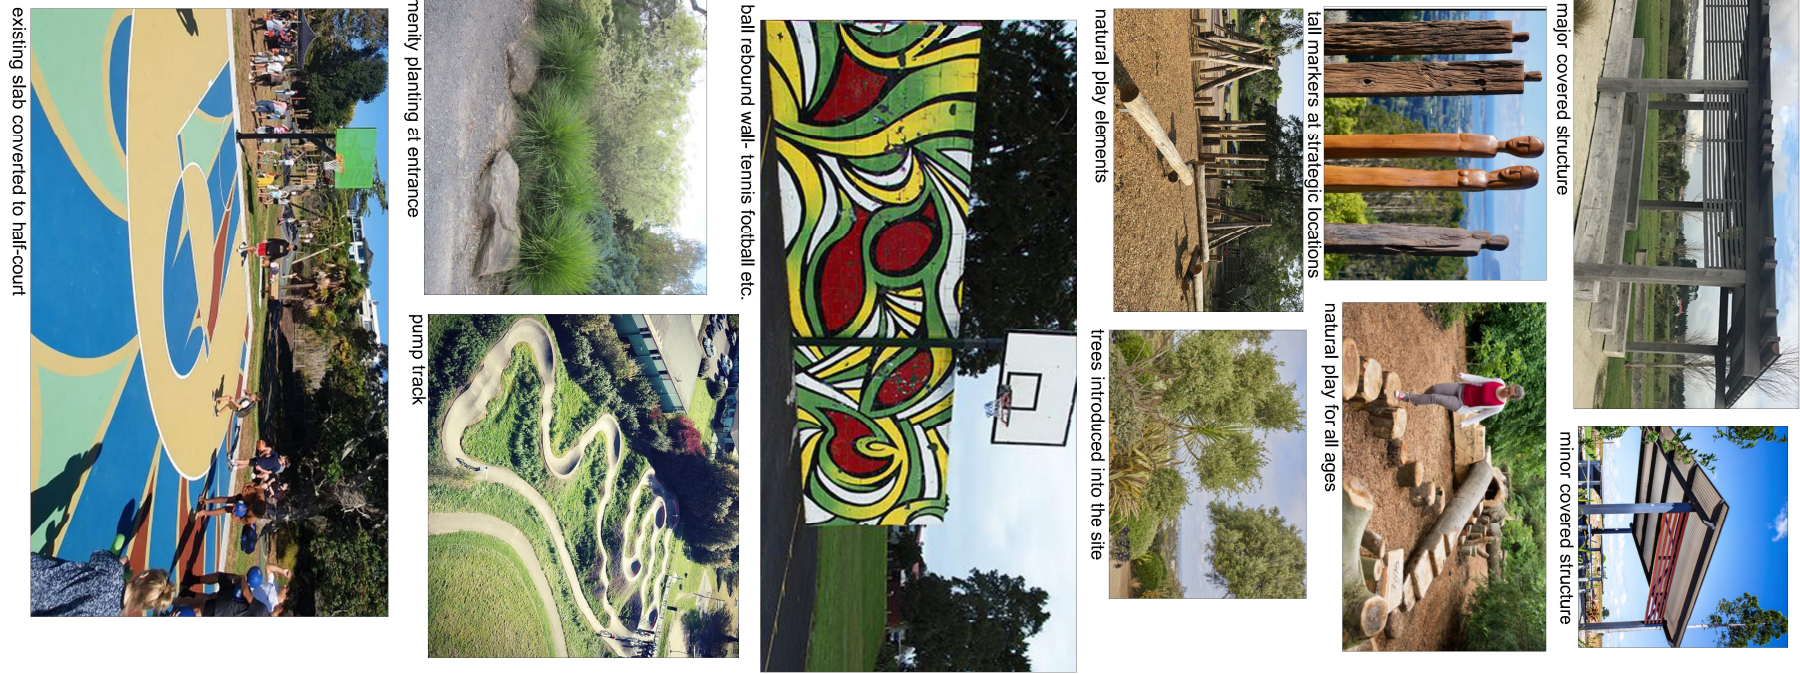 major covered structure
minor covered structure
tall markers at strategic locations
natural play for all ages
natural play elements
trees introduced into the site
ball rebound wall- tennis football etc.
menity planting at entrance
pump track
existing slab converted to half-court